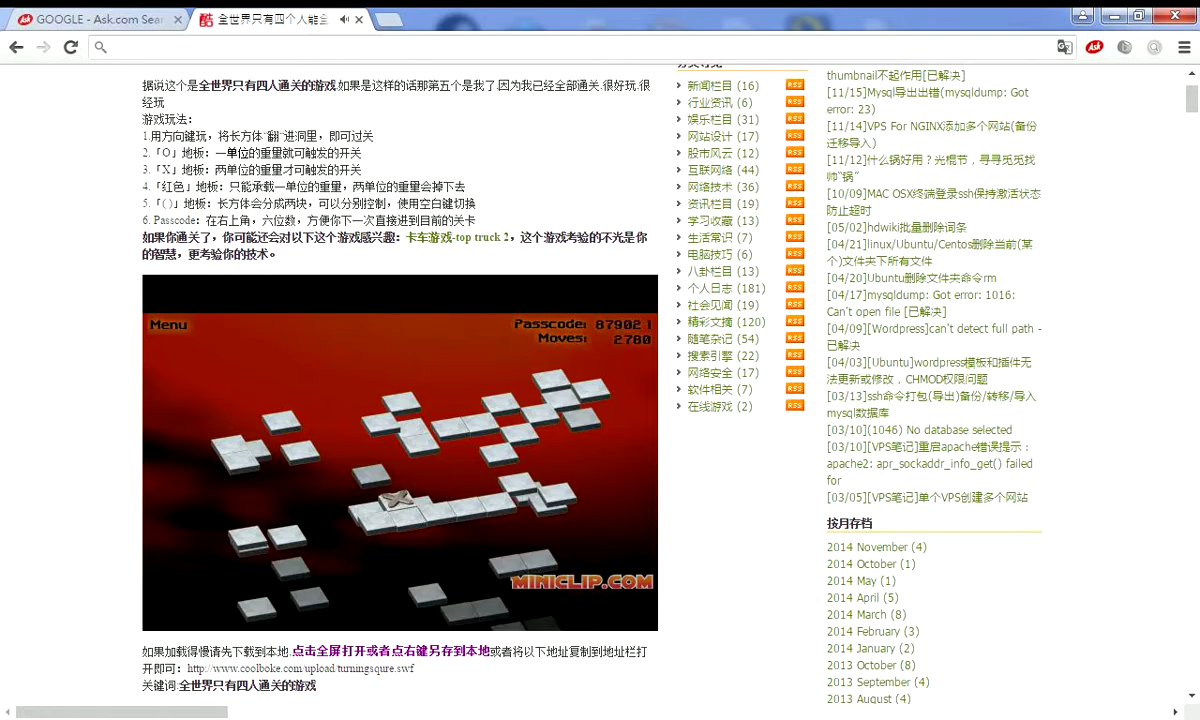 GOOGLE - Ask.com Sear
全世界只有四个人能全
据说这个是全世界只有四人通关的游戏.如果是这样的话那第五个是我了.因为我已经全部通关.很好玩.很
经玩
游戏玩法：
1.用方向键玩，将长方体"翻"进洞里，即可过关
2.「O」地板：一单位的重量就可触发的开关
3.「X」地板：两单位的重量才可触发的开关
4.「红色」地板：只能承载一单位的重量，两单位的重量会掉下去
5.「( )」地板：长方体会分成两块，可以分别控制，使用空白键切换
6. Passcode：在右上角，六位数，方便你下一次直接进到目前的关卡
如果你通关了，你可能还会对以下这个游戏感兴趣：卡车游戏-top truck 2，这个游戏考验的不光是你
的智慧，更考验你的技术。
Menu
Passcode: 879021
Moves: 2780
MINICLIP.COM
如果加载得慢请先下载到本地.点击全屏打开或者点右键另存到本地或者将以下地址复制到地址栏打
开即可：http://www.coolboke.com/upload/turningsqure.swf
关键词:全世界只有四人通关的游戏
新闻栏目 (16) RSS
行业资讯 (6) RSS
娱乐栏目 (31) RSS
网站设计 (17) RSS
股市风云 (12) RSS
互联网络 (44) RSS
网络技术 (36) RSS
资讯栏目 (19) RSS
学习收藏 (13) RSS
生活常识 (7) RSS
电脑技巧 (6) RSS
八卦栏目 (13) RSS
个人日志 (181) RSS
社会见闻 (19) RSS
精彩文摘 (120) RSS
随笔杂记 (54) RSS
搜索引擎 (22) RSS
网络安全 (17) RSS
软件相关 (7) RSS
在线游戏 (2) RSS
thumbnail不起作用[已解决]
[11/15]Mysql导出出错(mysqldump: Got
error: 23)
[11/14]VPS For NGINX添加多个网站(备份
迁移导入)
[11/12]什么锅好用？光棍节，寻寻觅觅找
帅"锅"
[10/09]MAC OSX终端登录ssh保持激活状态
防止超时
[05/02]hdwiki批量删除词条
[04/21]linux/Ubuntu/Centos删除当前(某
个)文件夹下所有文件
[04/20]Ubuntu删除文件夹命令rm
[04/17]mysqldump: Got error: 1016:
Can't open file [已解决]
[04/09][Wordpress]can't detect full path -
已解决
[04/03][Ubuntu]wordpress模板和插件无
法更新或修改，CHMOD权限问题
[03/13]ssh命令打包(导出)备份/转移/导入
mysql数据库
[03/10](1046) No database selected
[03/10][VPS笔记]重启apache错误提示：
apache2: apr_sockaddr_info_get() failed
for
[03/05][VPS笔记]单个VPS创建多个网站
按月存档
2014 November (4)
2014 October (1)
2014 May (1)
2014 April (5)
2014 March (8)
2014 February (3)
2014 January (2)
2013 October (8)
2013 September (4)
2013 August (4)